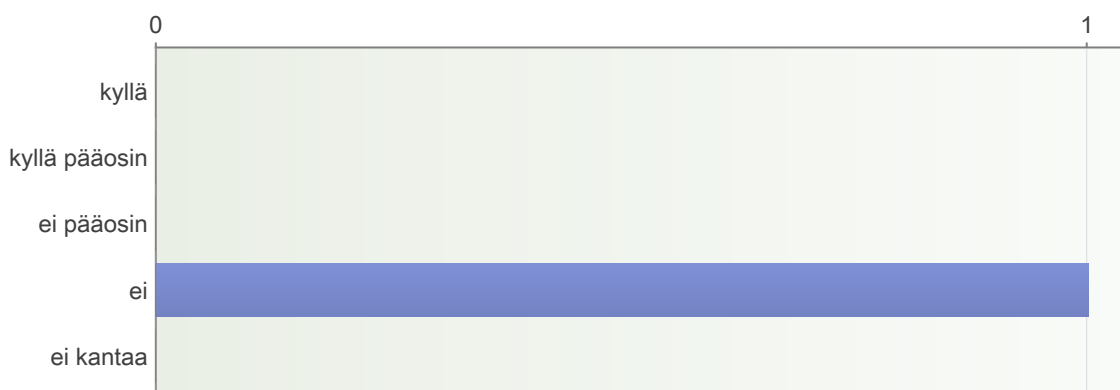 0 1
kyllä
kyllä pääosin
ei pääosin
ei
ei kantaa